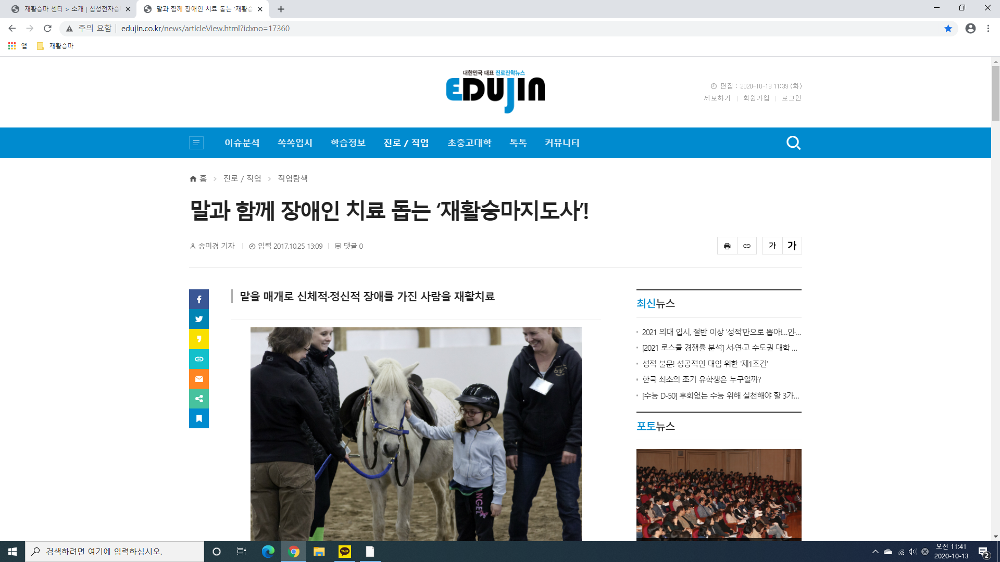 재활승마 센터 > 소개 | 삼성전자승
말과 함께 장애인 치료 돕는 '재활승
주의 요함
edujin.co.kr/news/articleView.html?idxno=17360
앱
재활승마
대한민국 대표 진로진학뉴스
EDUJIN
편집 : 2020-10-13 11:39 (화)
제보하기 | 회원가입 | 로그인
이슈분석 쏙쏙입시 학습정보 진로 / 직업 초중고대학 톡톡 커뮤니티
홈 > 진로 / 직업 > 직업탐색
말과 함께 장애인 치료 돕는 ‘재활승마지도사’!
송미경 기자 | 입력 2017.10.25 13:09 | 댓글 0
가 가
말을 매개로 신체적·정신적 장애를 가진 사람을 재활치료
최신뉴스
2021 의대 입시, 절반 이상 '성적'만으로 뽑아!...인·...
[2021 로스쿨 경쟁률 분석] 서·연·고 수도권 대학 ...
성적 불문! 성공적인 대입 위한 '제1조건'
한국 최초의 조기 유학생은 누구일까?
[수능 D-50] 후회없는 수능 위해 실천해야 할 3가...
포토뉴스
검색하려면 여기에 입력하십시오.
TALK
오전 11:41
2020-10-13
2